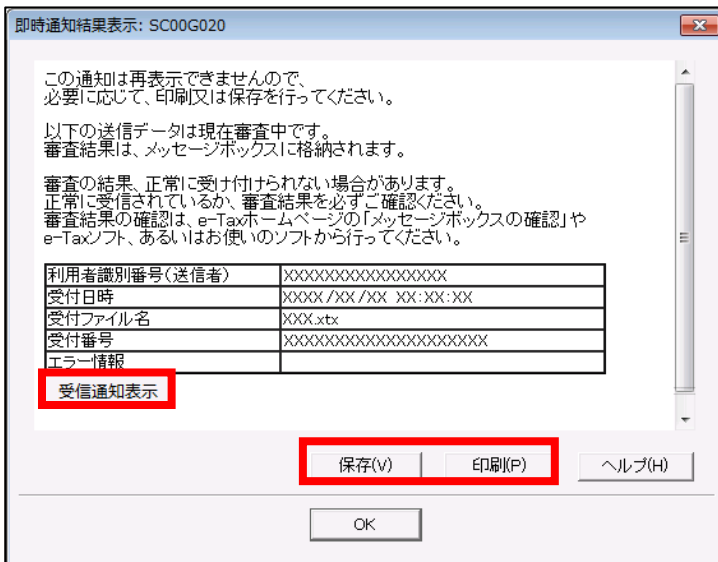 即時通知結果表示: SC00G020
この通知は再表示できませんので、
必要に応じて、印刷又は保存を行ってください。
以下の送信データは現在審査中です。
審査結果は、メッセージボックスに格納されます。
審査の結果、正常に受け付けられない場合があります。
正常に受信されているか、審査結果を必ずご確認ください。
審査結果の確認は、e-Taxホームページの「メッセージボックスの確認」や
e-Taxソフト、あるいはお使いのソフトから行ってください。
利用者識別番号(送信者) XXXXXXXXXXXXXXXX
受付日時 XXXX/XX/XX XX:XX:XX
受付ファイル名 XXX.xtx
受付番号 XXXXXXXXXXXXXXXXXXXX
エラー情報
受信通知表示
保存(V) 印刷(P) ヘルプ(H)
OK